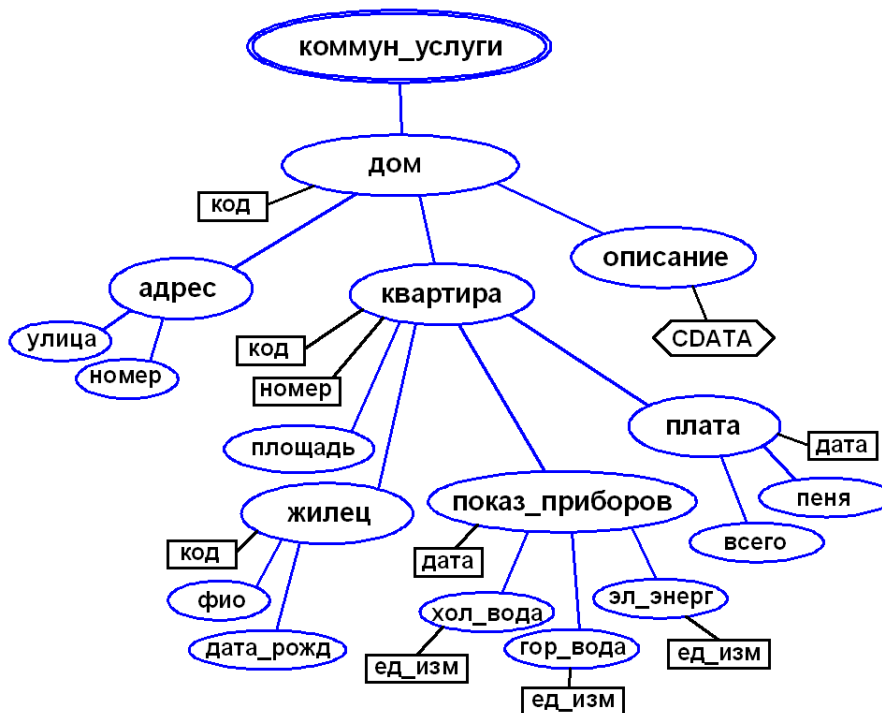 коммун_услуги
дом
код
описание
адрес
квартира
улица
CDATA
код
номер
номер
плата
площадь
дата
показ_приборов
пеня
жилец
всего
код
дата
фио
хол_вода
эл_энерг
дата_рожд
гор_вода
ед_изм
ед_изм
ед_изм